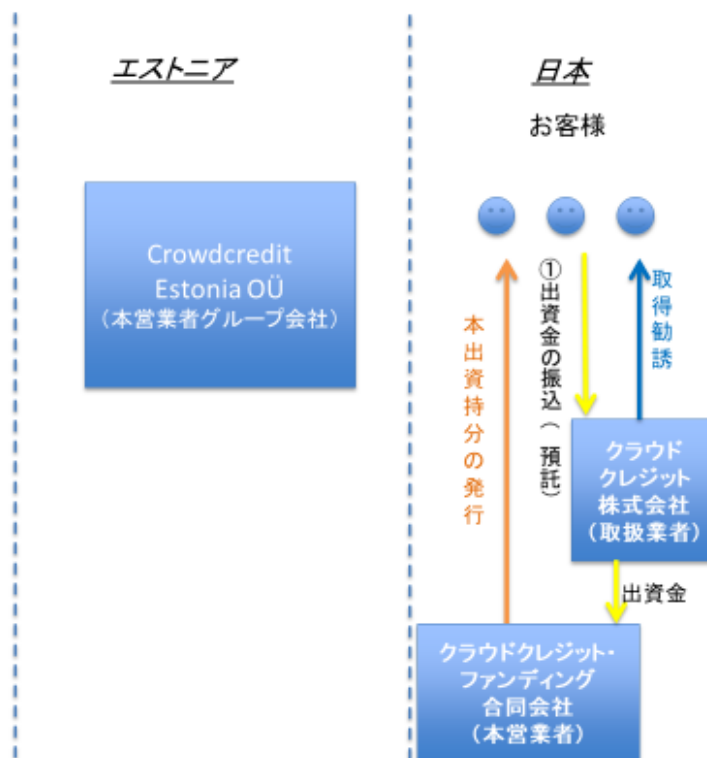 エストニア
日本
お客様
Crowdcredit
Estonia OÜ
（本営業者グループ会社）
本出資持分の発行
①出資金の振込（預託）
取得勧誘
クラウド
クレジット
株式会社
（取扱業者）
出資金
クラウドクレジット・
ファンディング
合同会社
（本営業者）